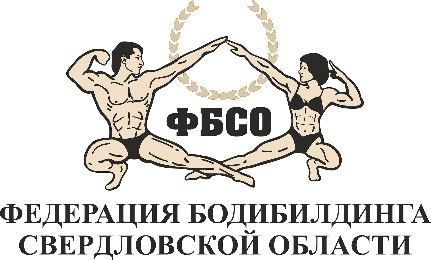 ФБСО
ФЕДЕРАЦИЯ БОДИБИЛДИНГА
СВЕРДЛОВСКОЙ ОБЛАСТИ